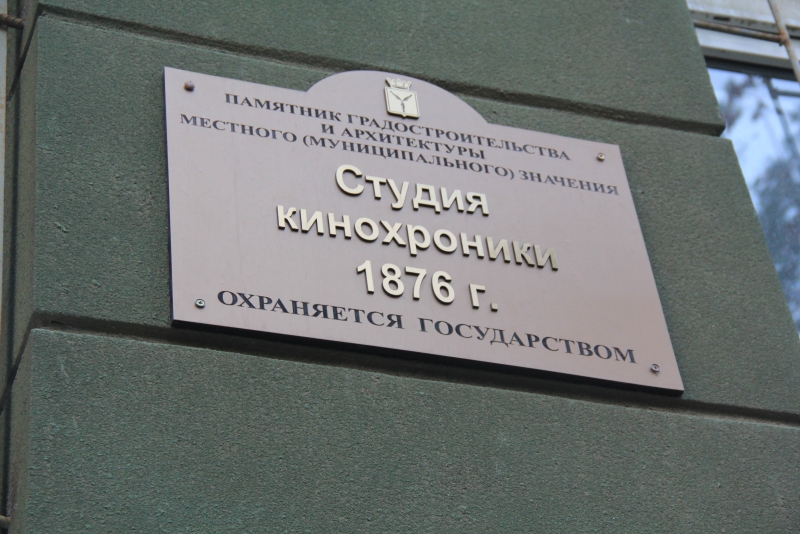 ПАМЯТНИК ГРАДОСТРОИТЕЛЬСТВА
И АРХИТЕКТУРЫ
МЕСТНОГО (МУНИЦИПАЛЬНОГО) ЗНАЧЕНИЯ
Студия
кинохроники
1876 г.
ОХРАНЯЕТСЯ ГОСУДАРСТВОМ